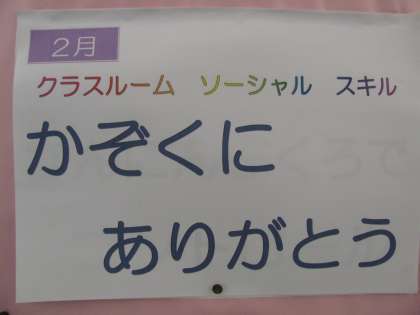 ２月
クラスルーム　ソーシャル　スキル
かぞくに
ありがとう